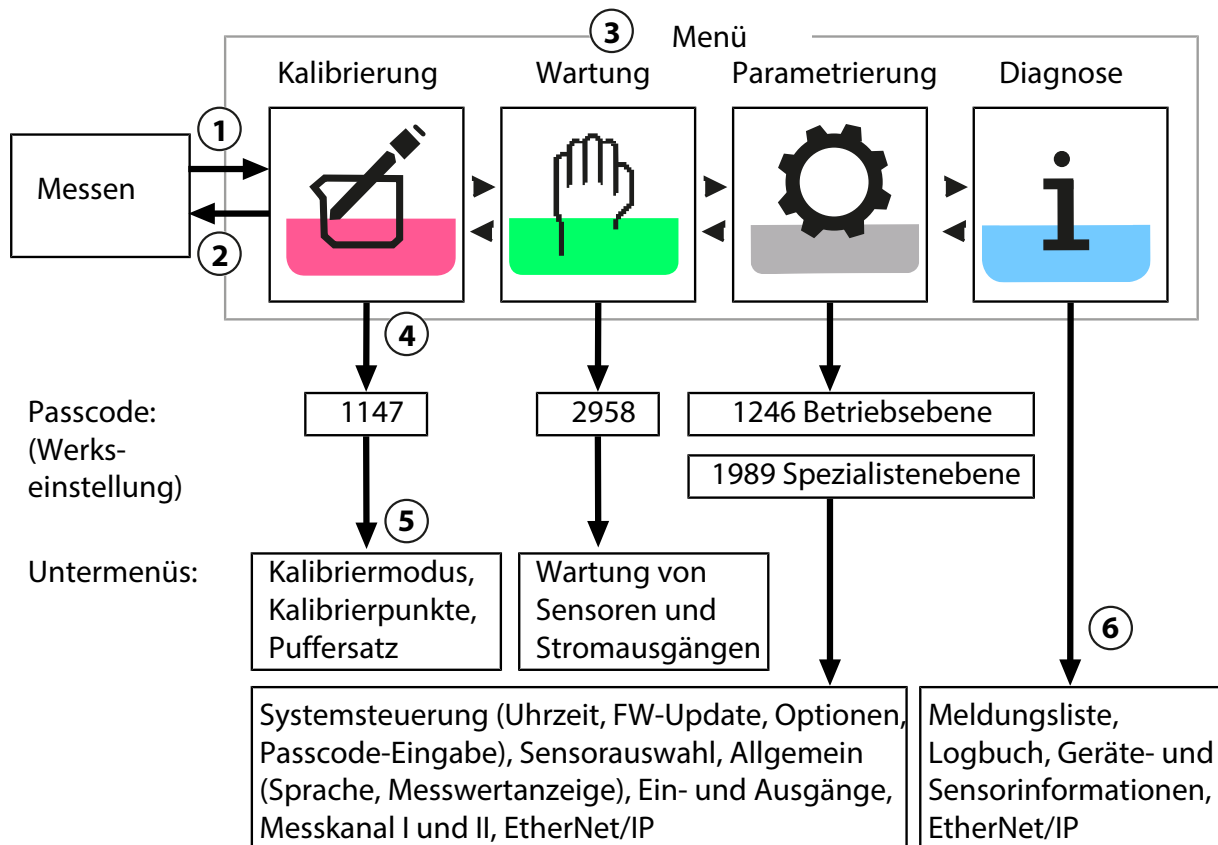 3
Menü
Kalibrierung
Wartung
Parametrierung
Diagnose
1
Messen
2
4
Passcode:
(Werks-
einstellung)
1147
2958
1246 Betriebsebene
1989 Spezialistenebene
5
Untermenüs:
Kalibriermodus,
Kalibrierpunkte,
Puffersatz
Wartung von
Sensoren und
Stromausgängen
6
Systemsteuerung (Uhrzeit, FW-Update, Optionen,
Passcode-Eingabe), Sensorauswahl, Allgemein
(Sprache, Messwertanzeige), Ein- und Ausgänge,
Messkanal I und II, EtherNet/IP
Meldungsliste,
Logbuch, Geräte- und
Sensorinformationen,
EtherNet/IP